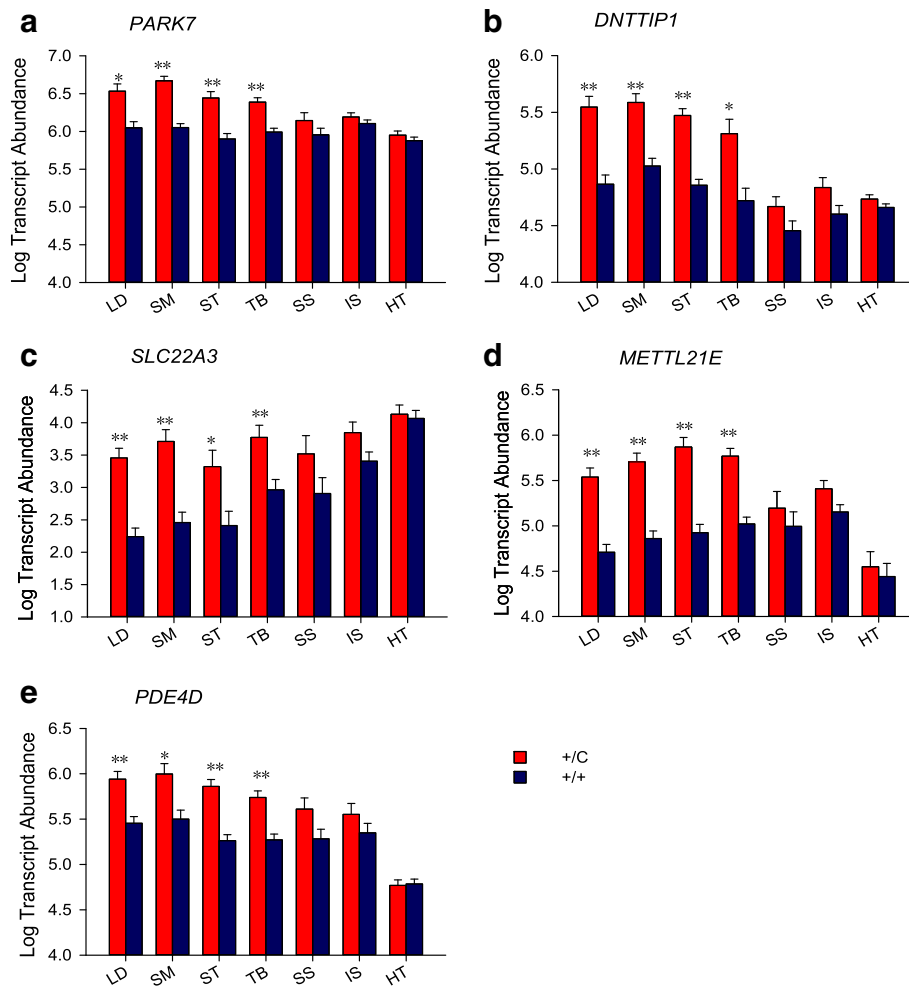 a PARK7
Log Transcript Abundance
7.0
6.5
6.0
5.5
5.0
4.5
4.0
* ** ** **
LD SM ST TB SS IS HT
b DNTTIP1
Log Transcript Abundance
6.0
5.5
5.0
4.5
4.0
** ** ** *
LD SM ST TB SS IS HT
c SLC22A3
Log Transcript Abundance
4.5
4.0
3.5
3.0
2.5
2.0
1.5
1.0
** ** * **
LD SM ST TB SS IS HT
d METTL21E
Log Transcript Abundance
6.5
6.0
5.5
5.0
4.5
4.0
** ** ** **
LD SM ST TB SS IS HT
e PDE4D
Log Transcript Abundance
6.5
6.0
5.5
5.0
4.5
4.0
** * ** **
LD SM ST TB SS IS HT
+/C
+/+